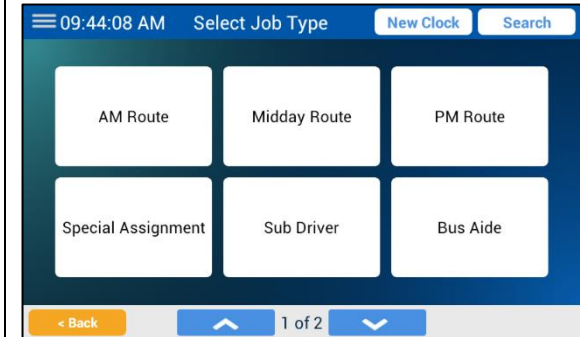 09:44:08 AM Select Job Type New Clock Search
AM Route Midday Route PM Route
Special Assignment Sub Driver Bus Aide
< Back 1 of 2